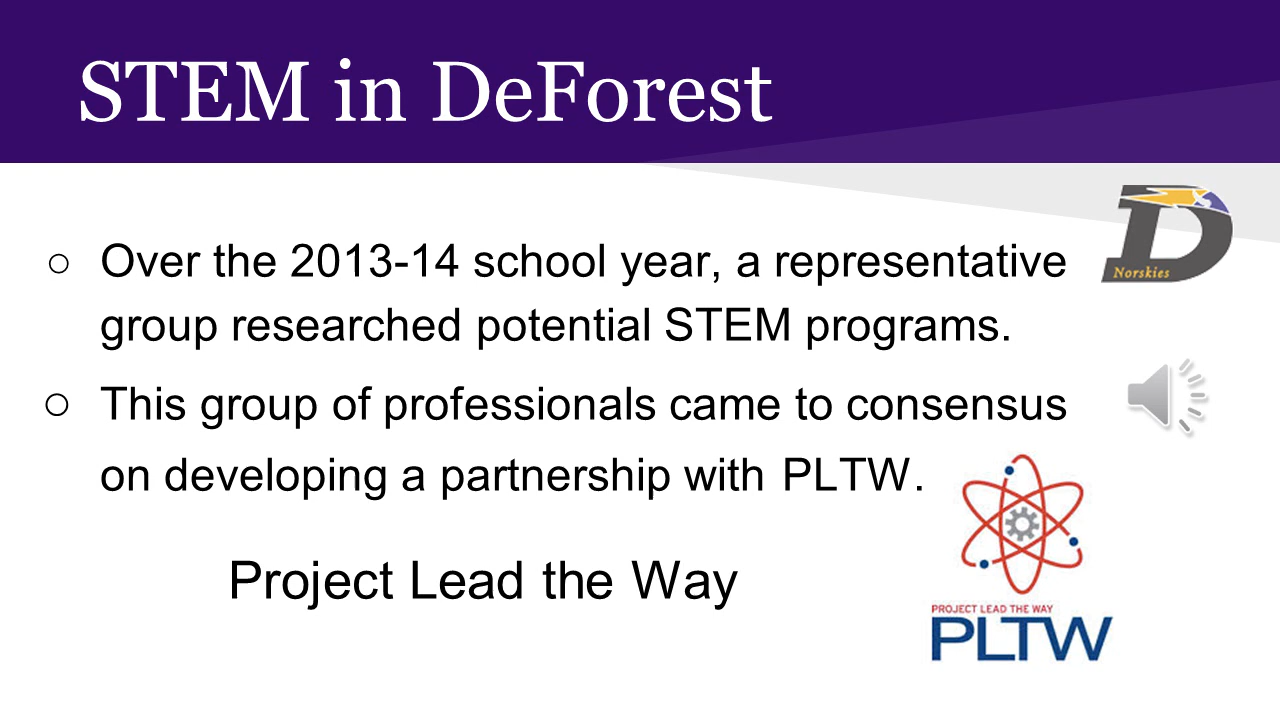 STEM in DeForest
Norskies
○ Over the 2013-14 school year, a representative
group researched potential STEM programs.
○ This group of professionals came to consensus
on developing a partnership with PLTW.
Project Lead the Way
PROJECT LEAD THE WAY
PLTW